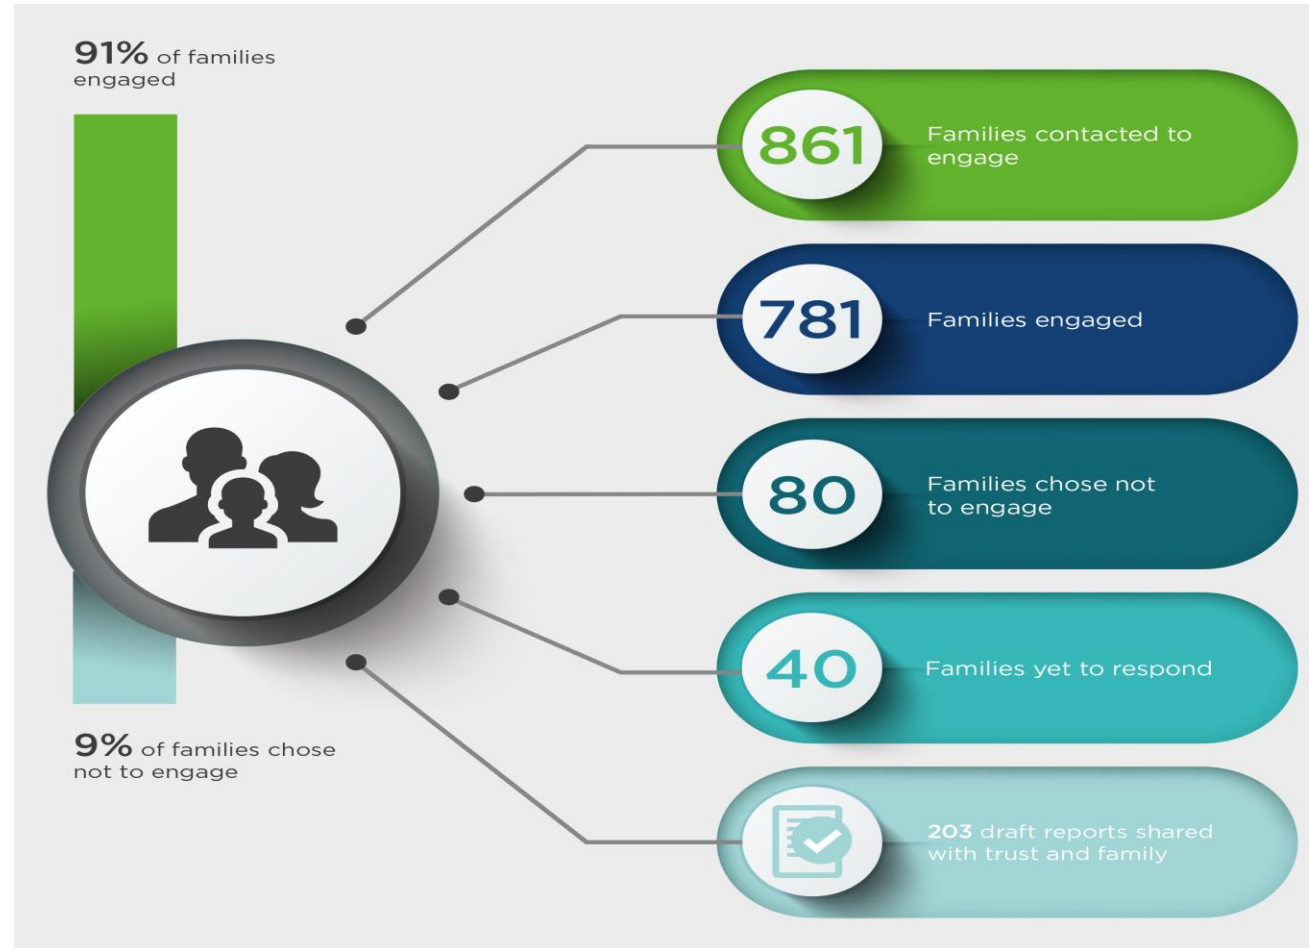 91% of families
engaged
861
Families contacted to
engage
781
Families engaged
80
Families chose not
to engage
40
Families yet to respond
203 draft reports shared
with trust and family
9% of families chose
not to engage